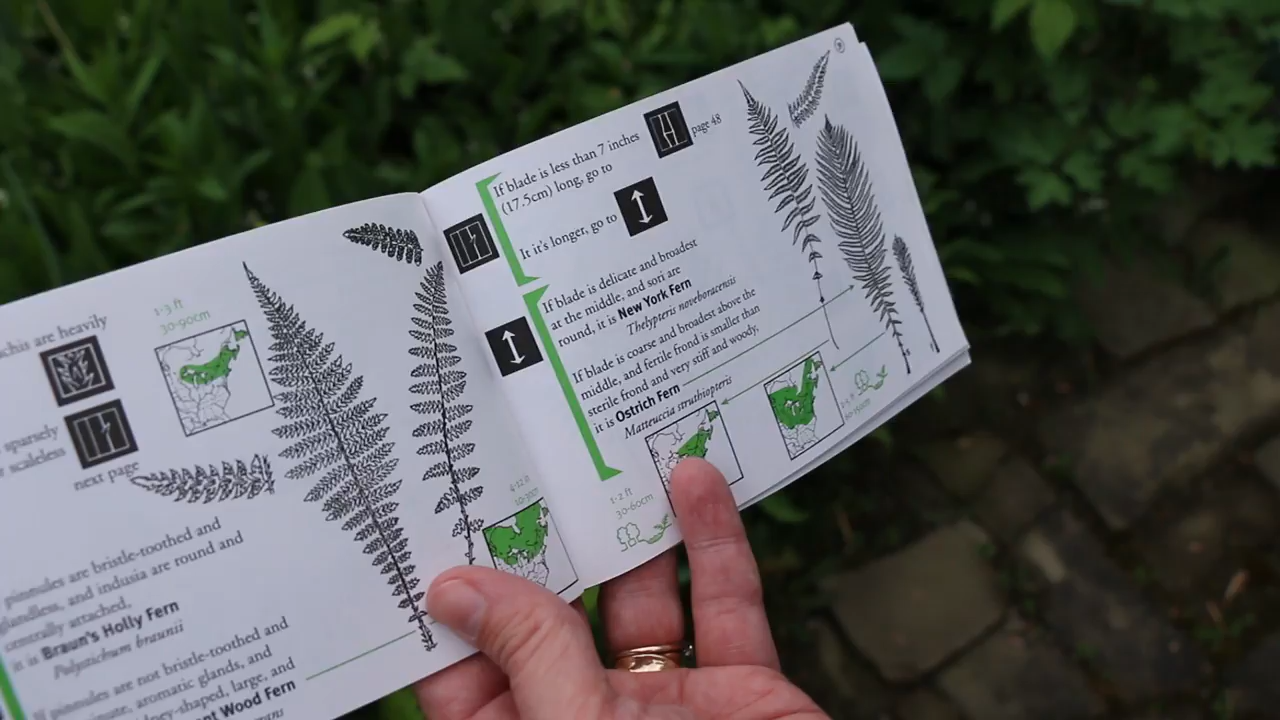 achis are heavily
1-3 ft
30-90cm
sparsely
r scaleless
next page
pinnules are bristle-toothed and
glandless, and indusia are round and
centrally attached,
it is Braun's Holly Fern
Polystichum braunii
If pinnules are not bristle-toothed and
minate, aromatic glands, and
dney-shaped, large, and
nt Wood Fern
If blade is less than 7 inches
(17.5cm) long, go to
page 48
It it's longer, go to
If blade is delicate and broadest
at the middle, and sori are
round, it is New York Fern
Thelypteris noveboracensis
If blade is coarse and broadest above the
middle, and fertile frond is smaller than
sterile frond and very stiff and woody,
it is Ostrich Fern
Matteuccia struthiopteris
1-2 ft
30-60cm